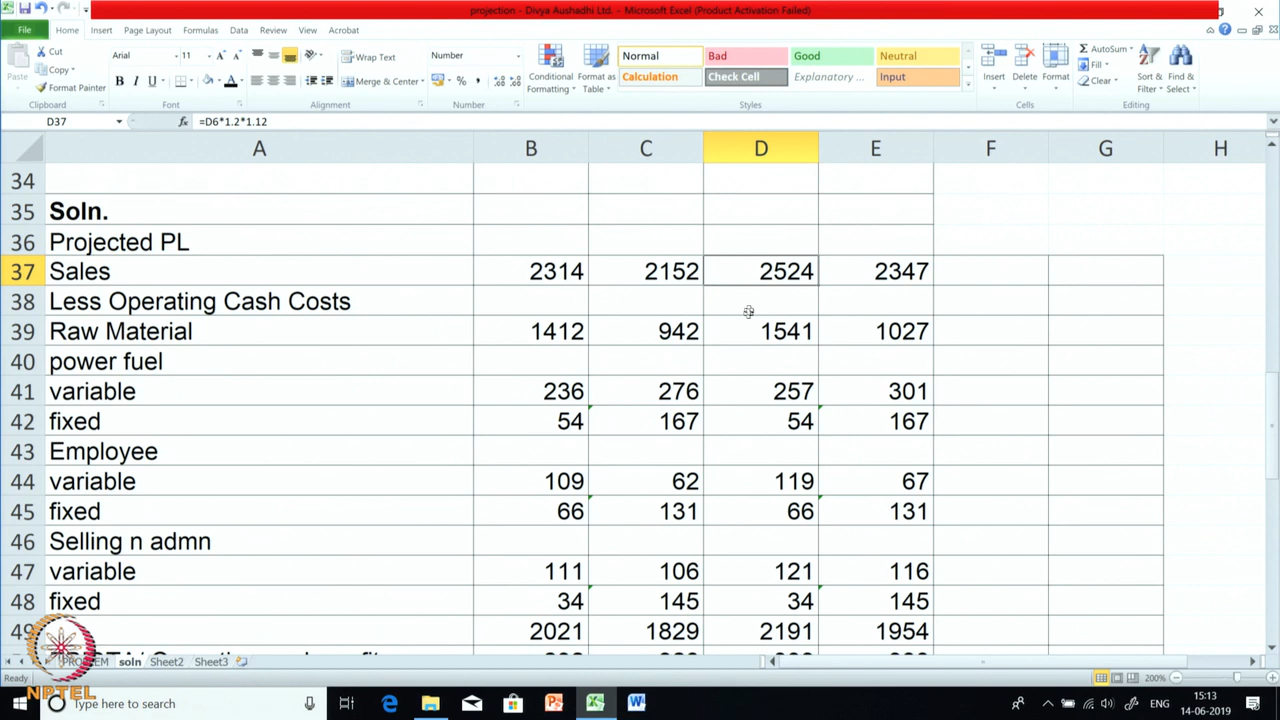 projection - Divya Aushadhi Ltd. - Microsoft Excel (Product Activation Failed)
File Home Insert Page Layout Formulas Data Review View Acrobat
Cut Arial 11 Wrap Text Number Normal Bad Good Neutral AutoSum
Copy
Paste Format Painter B I U Merge & Center % , Conditional Formatting Format as Table Calculation Check Cell Explanatory ... Input Insert Delete Format Fill Clear Sort & Filter Find & Select
Clipboard Font Alignment Number Styles Cells Editing
D37 fx =D6*1.2*1.12
A B C D E F G H
34
35 Soln.
36 Projected PL
37 Sales 2314 2152 2524 2347
38 Less Operating Cash Costs
39 Raw Material 1412 942 1541 1027
40 power fuel
41 variable 236 276 257 301
42 fixed 54 167 54 167
43 Employee
44 variable 109 62 119 67
45 fixed 66 131 66 131
46 Selling n admn
47 variable 111 106 121 116
48 fixed 34 145 34 145
49 2021 1829 2191 1954
PROBLEM soln Sheet2 Sheet3
Ready 200%
NPTEL
Type here to search ENG 15:13
14-06-2019